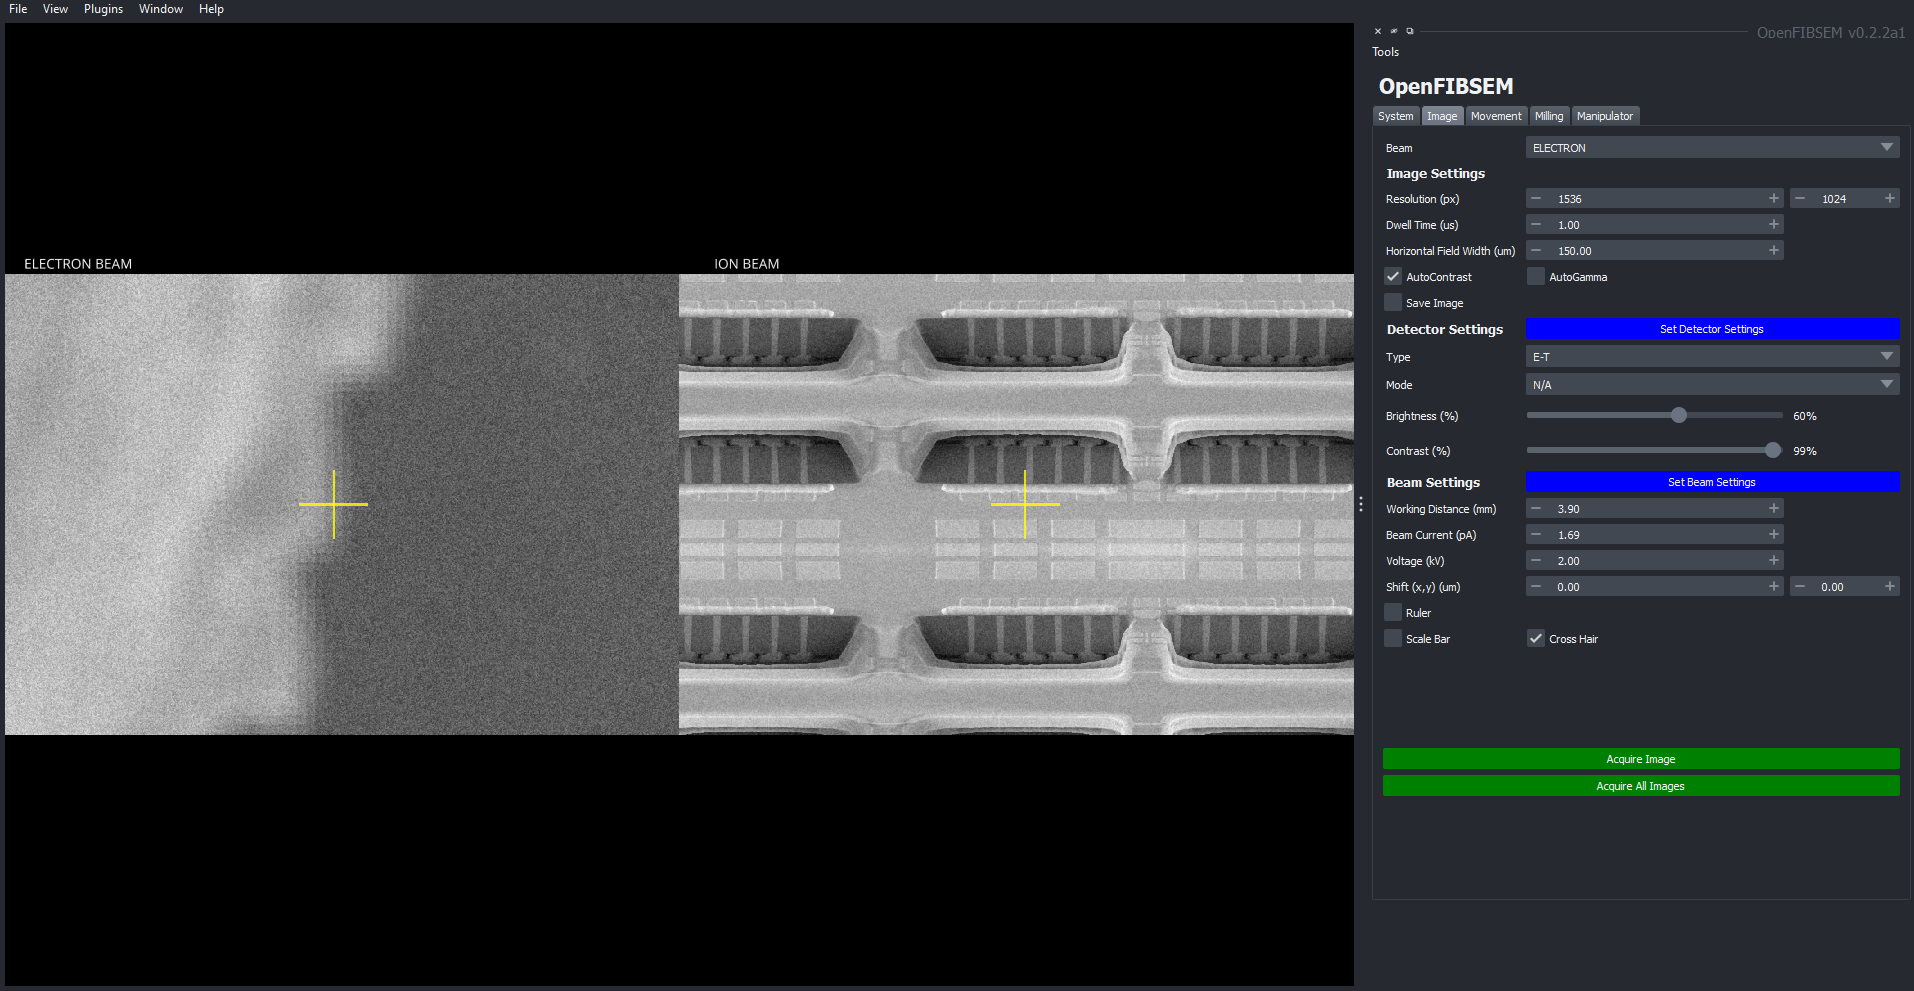 File View Plugins Window Help
OpenFIBSEM v0.2.2a1
Tools
OpenFIBSEM
System Image Movement Milling Manipulator
Beam ELECTRON
Image Settings
Resolution (px) 1536 1024
Dwell Time (us) 1.00
Horizontal Field Width (um) 150.00
AutoContrast AutoGamma
Save Image
Detector Settings Set Detector Settings
Type E-T
Mode N/A
Brightness (%) 60%
Contrast (%) 99%
Beam Settings Set Beam Settings
Working Distance (mm) 3.90
Beam Current (pA) 1.69
Voltage (kV) 2.00
Shift (x,y) (um) 0.00 0.00
Ruler
Scale Bar Cross Hair
Acquire Image
Acquire All Images
ELECTRON BEAM
ION BEAM